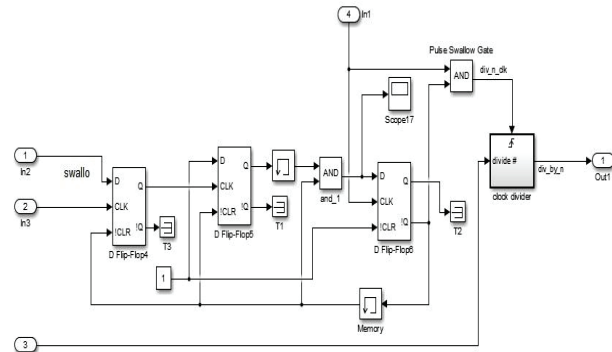 4
In1
Pulse Swallow Gate
AND
div_n_clk
Scope17
1
In2
swallo
D
Q
CLK
!CLR
!Q
D Flip-Flop4
T3
D
Q
CLK
!CLR
!Q
D Flip-Flop5
T1
AND
and_1
D
Q
CLK
!CLR
!Q
D Flip-Flop6
T2
divide #
clock divider
div_by_n
1
Out1
2
In3
1
Memory
3